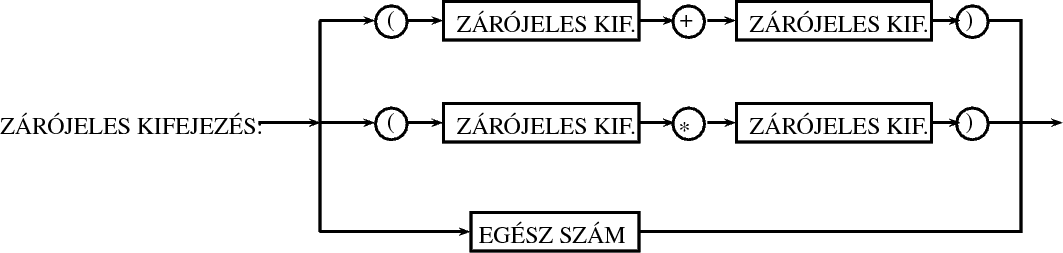 ( ZÁRÓJELES KIF. + ZÁRÓJELES KIF. )
ZÁRÓJELES KIFEJEZÉS: ( ZÁRÓJELES KIF. * ZÁRÓJELES KIF. )
EGÉSZ SZÁM